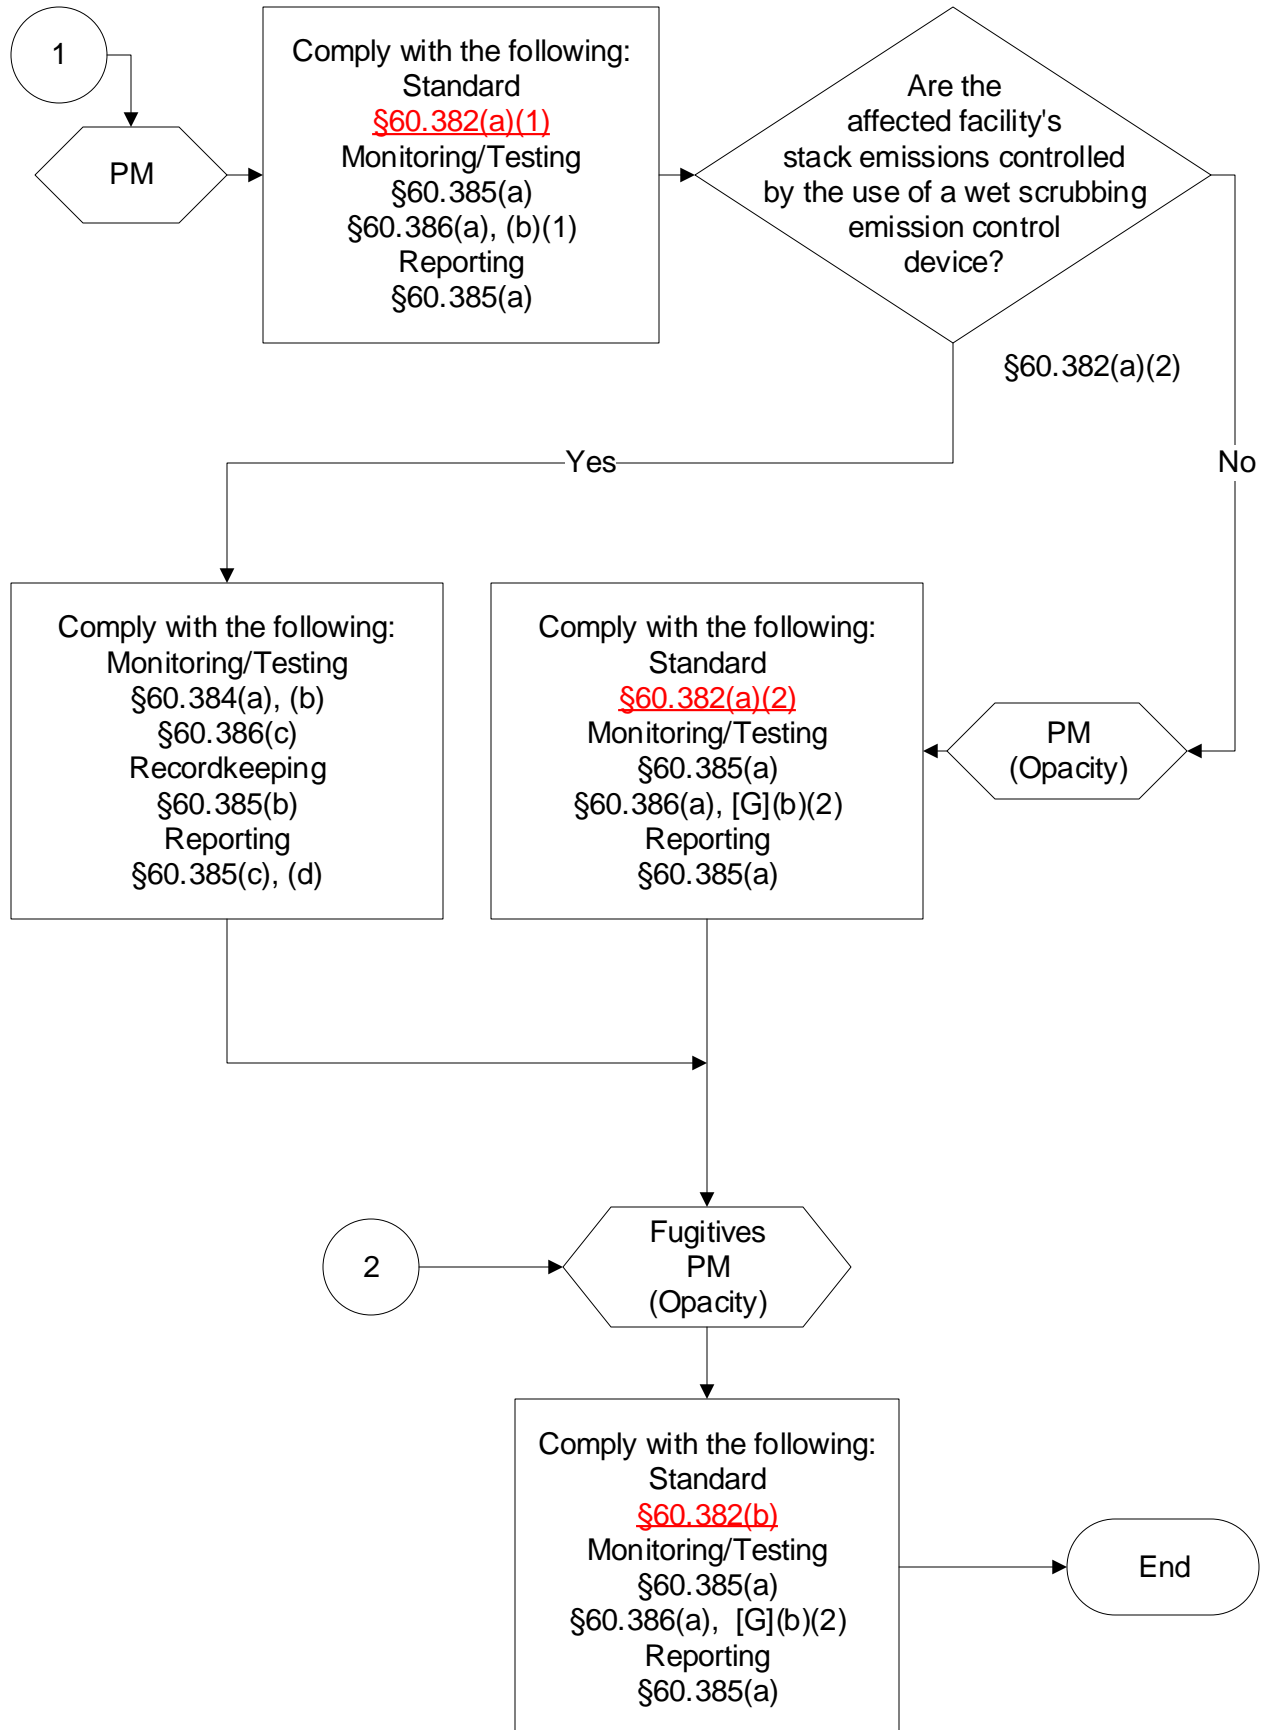 1
PM
Comply with the following:
Standard
§60.382(a)(1)
Monitoring/Testing
§60.385(a)
§60.386(a), (b)(1)
Reporting
§60.385(a)
Are the
affected facility's
stack emissions controlled
by the use of a wet scrubbing
emission control
device?
§60.382(a)(2)
Yes
No
Comply with the following:
Monitoring/Testing
§60.384(a), (b)
§60.386(c)
Recordkeeping
§60.385(b)
Reporting
§60.385(c), (d)
Comply with the following:
Standard
§60.382(a)(2)
Monitoring/Testing
§60.385(a)
§60.386(a), [G](b)(2)
Reporting
§60.385(a)
PM
(Opacity)
2
Fugitives
PM
(Opacity)
Comply with the following:
Standard
§60.382(b)
Monitoring/Testing
§60.385(a)
§60.386(a), [G](b)(2)
Reporting
§60.385(a)
End